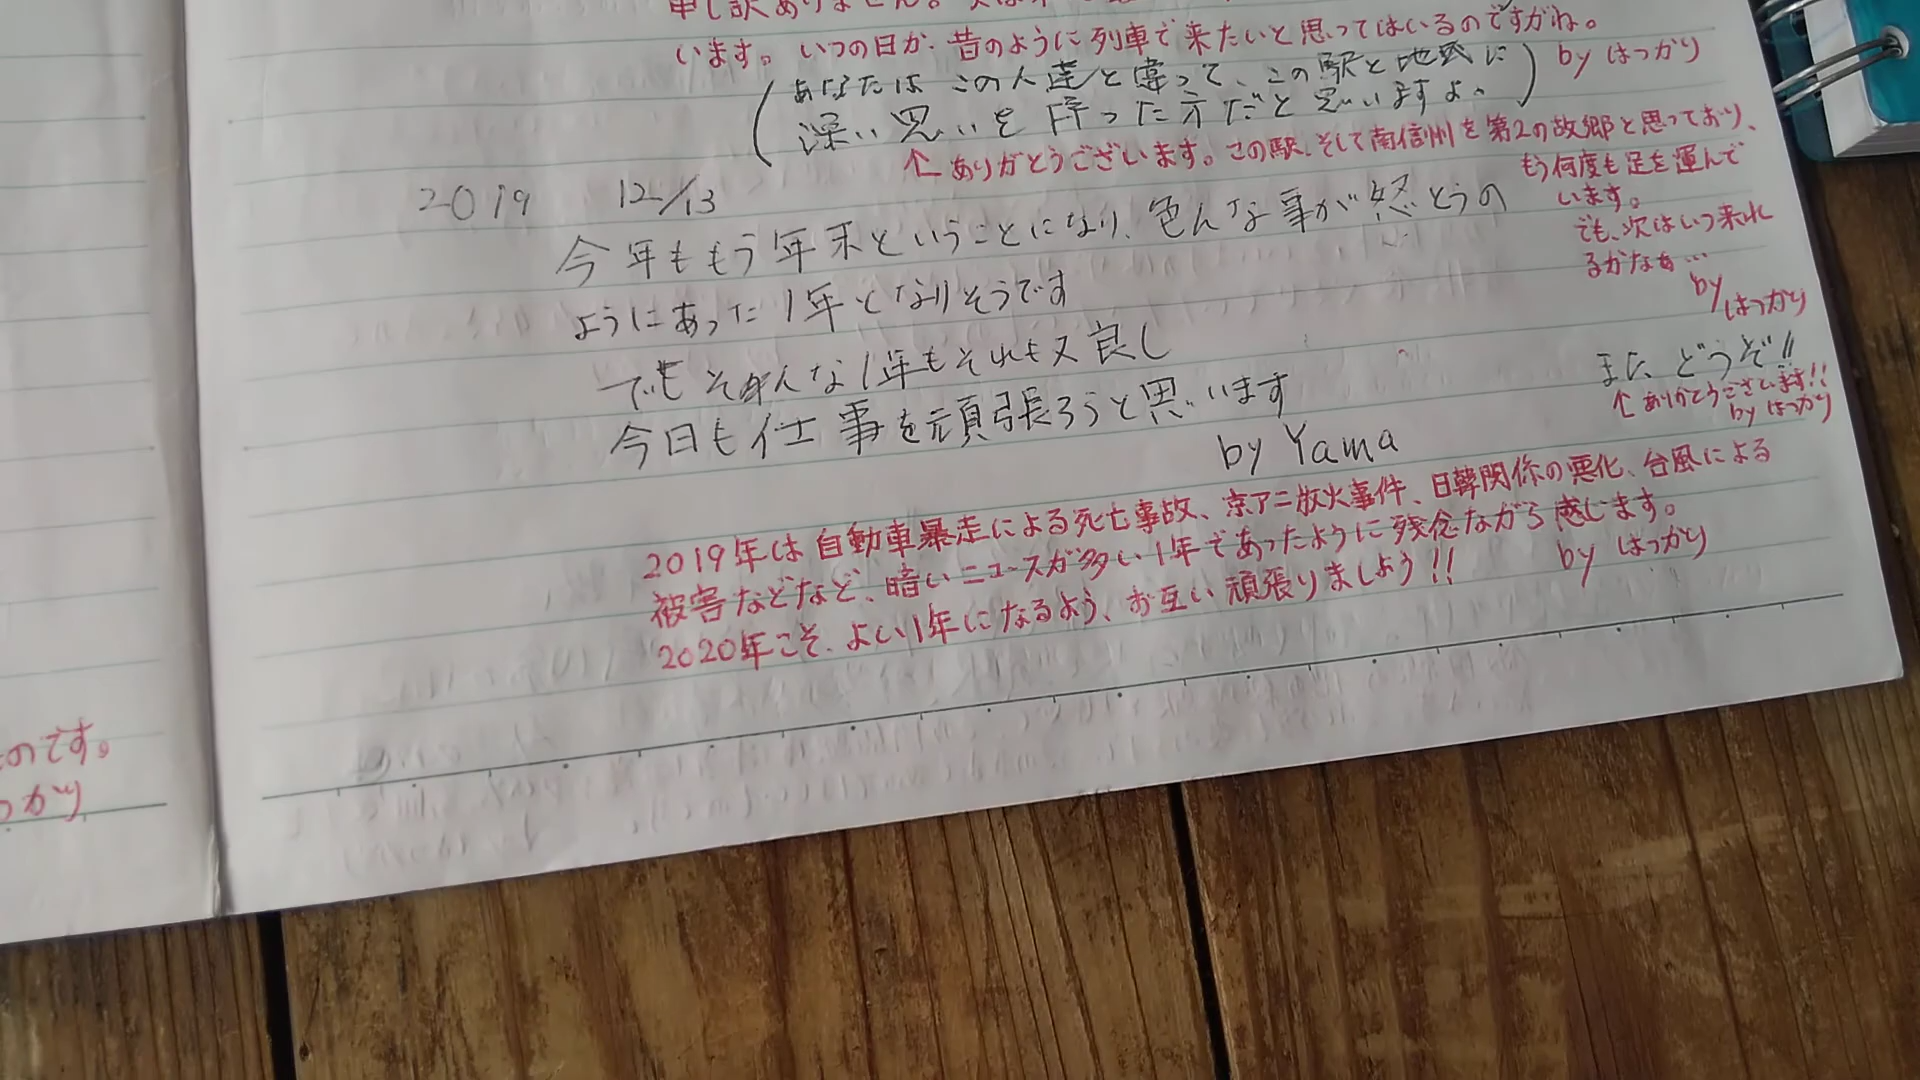 申し訳ありません。
います。いつの日か、昔のように列車で来たいと思ってはいるのですがね。
by はつかり
(あなたは この人達と違って、この駅と地域に
深い思いを持った方だと思いますよ。)
↑ ありがとうございます。この駅、そして南信州を第2の故郷と思っており、
もう何度も足を運んで
います。
でも、次はいつ来れ
るかなぁ…
by
はつかり
また どうぞ!!
↑ ありがとうございます!!
by はつかり
2019 12/13
今年ももう年末ということになり、色んな事が怒とうの
ようにあった1年となりそうです
でも そんな1年もそれも又良し
今日も仕事を頑張ろうと思います
by Yama
2019年は自動車暴走による死亡事故、京アニ放火事件、日韓関係の悪化、台風による
被害などなど、暗いニュースが多い1年であったように残念ながら感じます。
2020年こそ、よい1年になるよう、お互い頑張りましょう!!
by はつかり
のです。
つかり